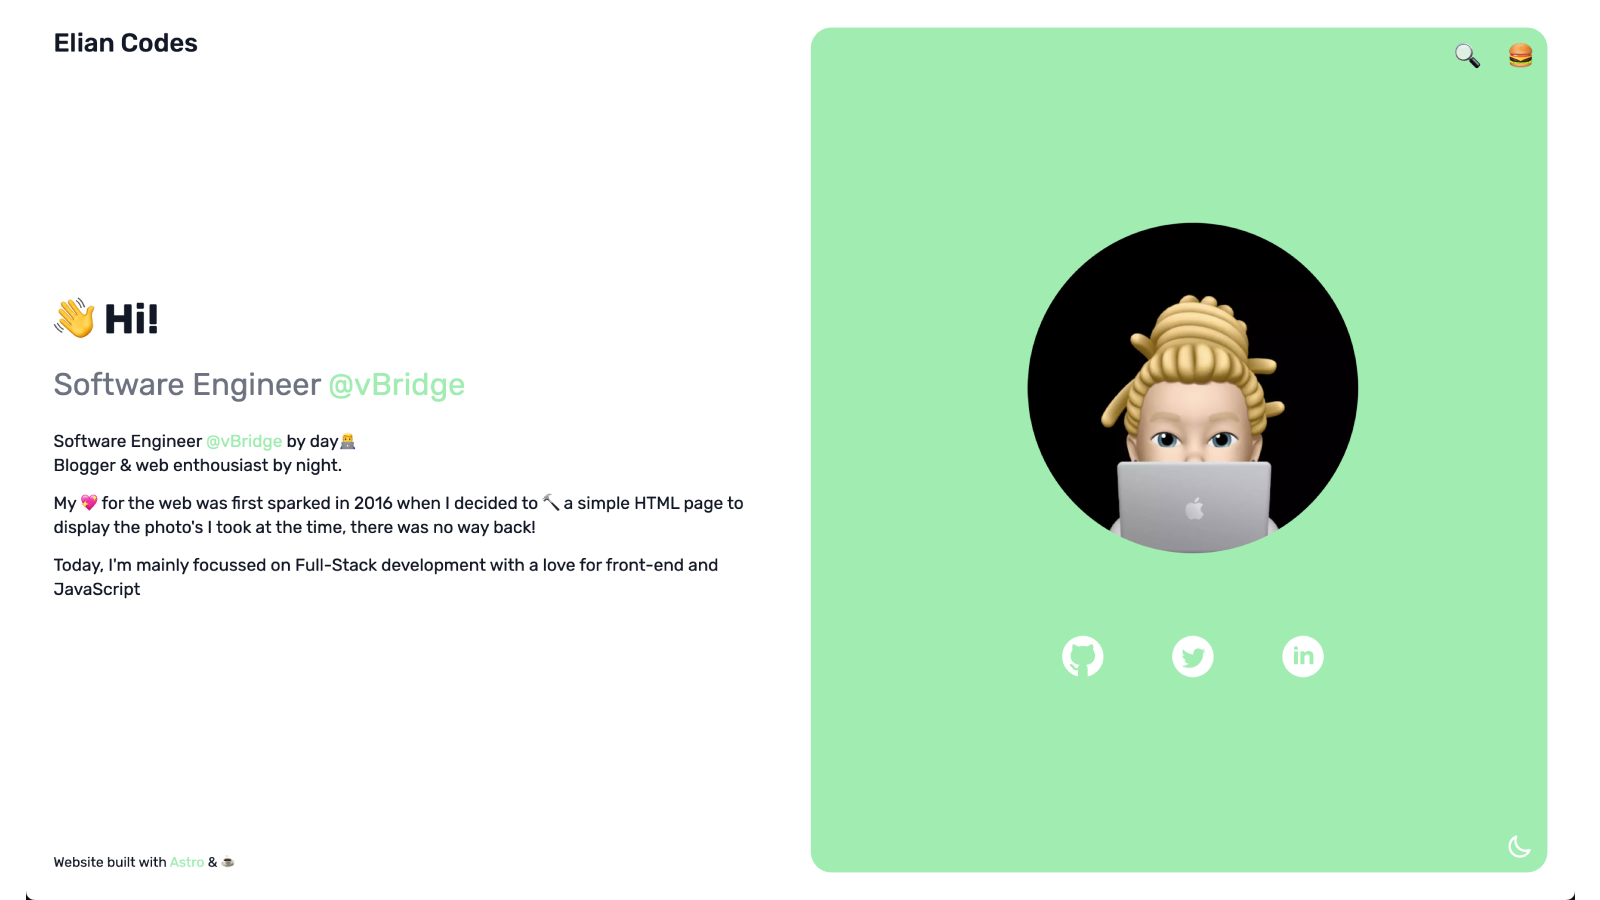 Elian Codes
👋 Hi!
Software Engineer @vBridge
Software Engineer @vBridge by day👨‍💻
Blogger & web enthousiast by night.
My 💖 for the web was first sparked in 2016 when I decided to 🔨 a simple HTML page to
display the photo's I took at the time, there was no way back!
Today, I'm mainly focussed on Full-Stack development with a love for front-end and
JavaScript
in
Website built with Astro & ☕